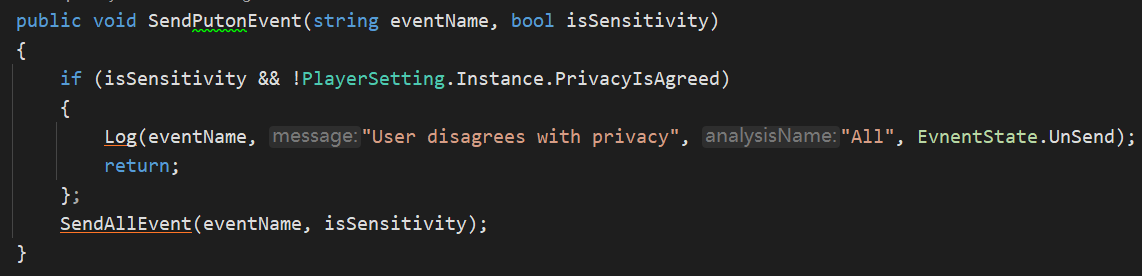 public void SendPutonEvent(string eventName, bool isSensitivity)
{
if (isSensitivity && !PlayerSetting.Instance.PrivacyIsAgreed)
{
Log(eventName, message: "User disagrees with privacy", analysisName: "All", EvnentState.UnSend);
return;
};
SendAllEvent(eventName, isSensitivity);
}